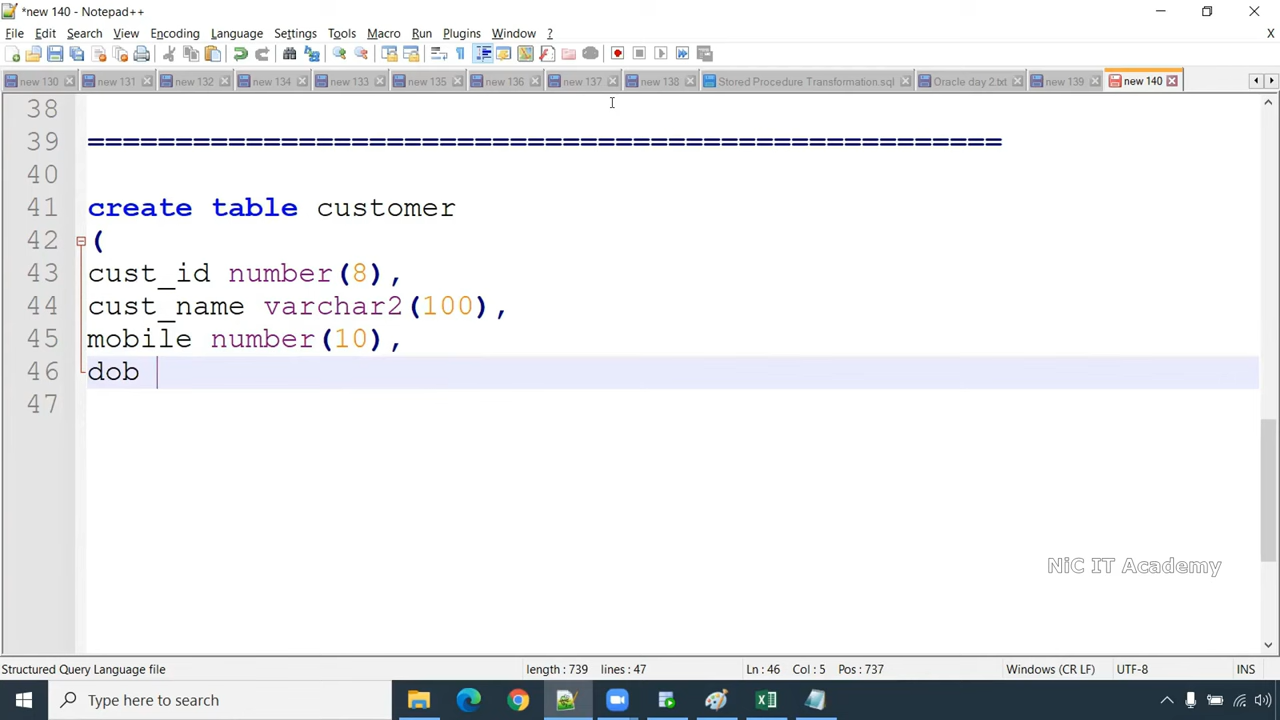 *new 140 - Notepad++
File Edit Search View Encoding Language Settings Tools Macro Run Plugins Window ? X
new 130 new 131 new 132 new 134 new 133 new 135 new 136 new 137 new 138 Stored Procedure Transformation.sql Oracle day 2.txt new 139 new 140
38
39 ====================================================
40
41 create table customer
42 (
43 cust_id number(8),
44 cust_name varchar2(100),
45 mobile number(10),
46 dob
47
NiC IT Academy
Structured Query Language file length : 739 lines : 47 Ln : 46 Col : 5 Pos : 737 Windows (CR LF) UTF-8 INS
Type here to search